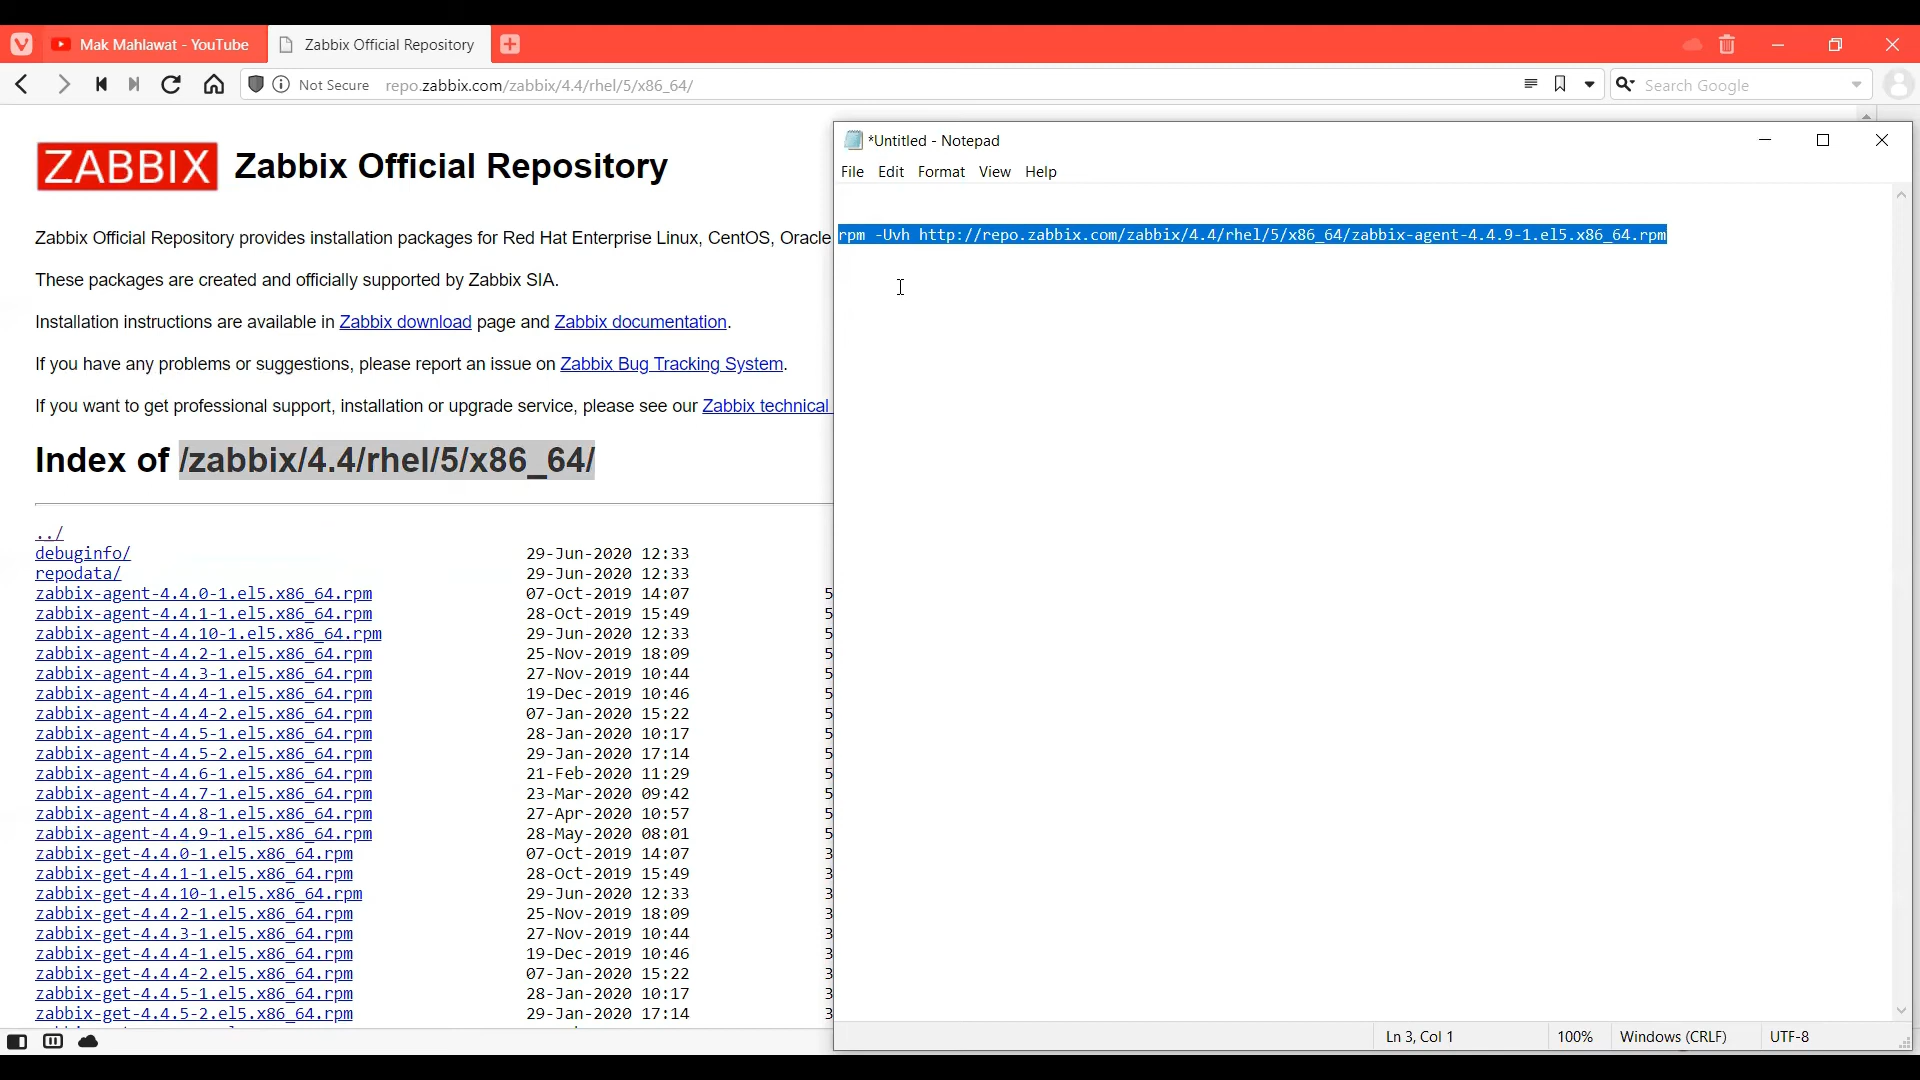 Mak Mahlawat - YouTube
Zabbix Official Repository
Not Secure repo.zabbix.com/zabbix/4.4/rhel/5/x86_64/
Search Google
ZABBIX Zabbix Official Repository
Zabbix Official Repository provides installation packages for Red Hat Enterprise Linux, CentOS, Oracle
These packages are created and officially supported by Zabbix SIA.
Installation instructions are available in Zabbix download page and Zabbix documentation.
If you have any problems or suggestions, please report an issue on Zabbix Bug Tracking System.
If you want to get professional support, installation or upgrade service, please see our Zabbix technical
Index of /zabbix/4.4/rhel/5/x86_64/
../
debuginfo/ 29-Jun-2020 12:33
repodata/ 29-Jun-2020 12:33
zabbix-agent-4.4.0-1.el5.x86_64.rpm 07-Oct-2019 14:07 5
zabbix-agent-4.4.1-1.el5.x86_64.rpm 28-Oct-2019 15:49 5
zabbix-agent-4.4.10-1.el5.x86_64.rpm 29-Jun-2020 12:33 5
zabbix-agent-4.4.2-1.el5.x86_64.rpm 25-Nov-2019 18:09 5
zabbix-agent-4.4.3-1.el5.x86_64.rpm 27-Nov-2019 10:44 5
zabbix-agent-4.4.4-1.el5.x86_64.rpm 19-Dec-2019 10:46 5
zabbix-agent-4.4.4-2.el5.x86_64.rpm 07-Jan-2020 15:22 5
zabbix-agent-4.4.5-1.el5.x86_64.rpm 28-Jan-2020 10:17 5
zabbix-agent-4.4.5-2.el5.x86_64.rpm 29-Jan-2020 17:14 5
zabbix-agent-4.4.6-1.el5.x86_64.rpm 21-Feb-2020 11:29 5
zabbix-agent-4.4.7-1.el5.x86_64.rpm 23-Mar-2020 09:42 5
zabbix-agent-4.4.8-1.el5.x86_64.rpm 27-Apr-2020 10:57 5
zabbix-agent-4.4.9-1.el5.x86_64.rpm 28-May-2020 08:01 5
zabbix-get-4.4.0-1.el5.x86_64.rpm 07-Oct-2019 14:07 3
zabbix-get-4.4.1-1.el5.x86_64.rpm 28-Oct-2019 15:49 3
zabbix-get-4.4.10-1.el5.x86_64.rpm 29-Jun-2020 12:33 3
zabbix-get-4.4.2-1.el5.x86_64.rpm 25-Nov-2019 18:09 3
zabbix-get-4.4.3-1.el5.x86_64.rpm 27-Nov-2019 10:44 3
zabbix-get-4.4.4-1.el5.x86_64.rpm 19-Dec-2019 10:46 3
zabbix-get-4.4.4-2.el5.x86_64.rpm 07-Jan-2020 15:22 3
zabbix-get-4.4.5-1.el5.x86_64.rpm 28-Jan-2020 10:17 3
zabbix-get-4.4.5-2.el5.x86_64.rpm 29-Jan-2020 17:14 3
*Untitled - Notepad
File Edit Format View Help
rpm -Uvh http://repo.zabbix.com/zabbix/4.4/rhel/5/x86_64/zabbix-agent-4.4.9-1.el5.x86_64.rpm
Ln 3, Col 1 100% Windows (CRLF) UTF-8